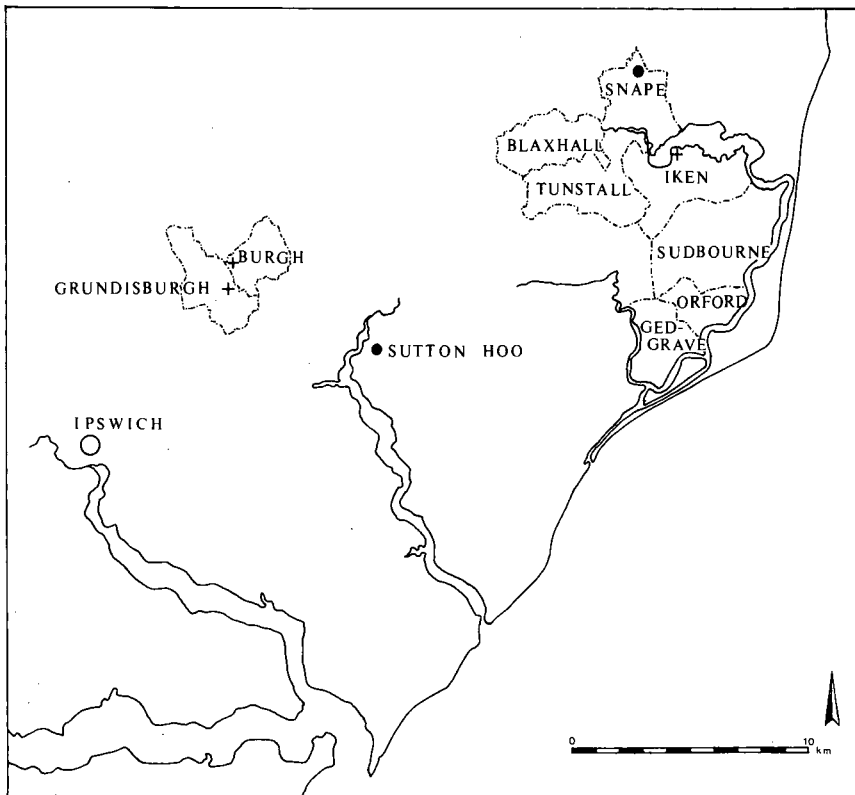 SNAPE
BLAXHALL
IKEN
TUNSTALL
SUDBOURNE
BURGH
GRUNDISBURGH
ORFORD
GED-
GRAVE
SUTTON HOO
IPSWICH
0 10
km